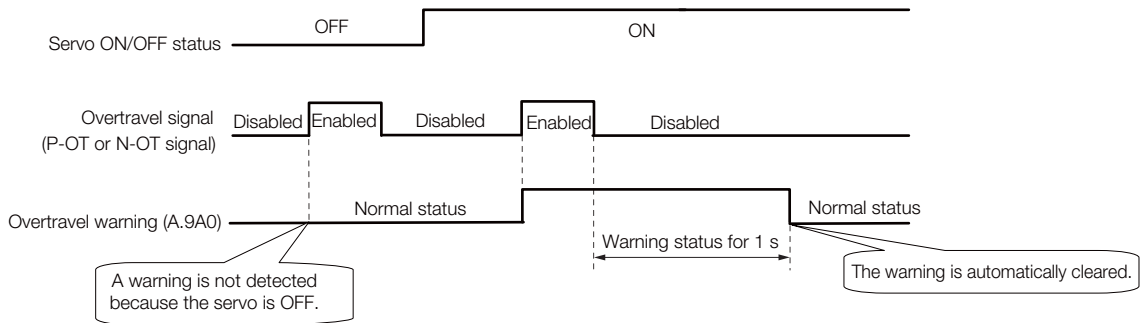 OFF
ON
Servo ON/OFF status
Overtravel signal
(P-OT or N-OT signal)
Disabled
Enabled
Disabled
Enabled
Disabled
Overtravel warning (A.9A0)
Normal status
Normal status
Warning status for 1 s
A warning is not detected
because the servo is OFF.
The warning is automatically cleared.